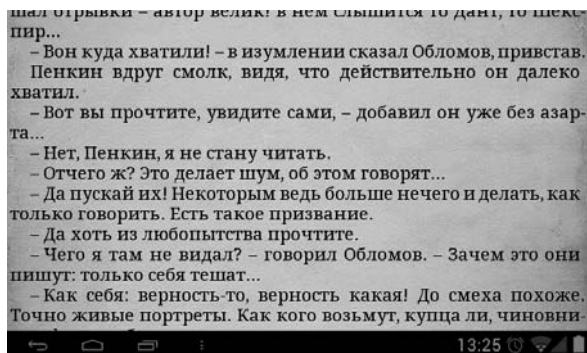 шал отрывки – автор велик! в нем слышится то Дант, то Шекс-
пир...
– Вон куда хватили! – в изумлении сказал Обломов, привстав.
Пенкин вдруг смолк, видя, что действительно он далеко
хватил.
– Вот вы прочтите, увидите сами, – добавил он уже без азар-
та...
– Нет, Пенкин, я не стану читать.
– Отчего ж? Это делает шум, об этом говорят...
– Да пускай их! Некоторым ведь больше нечего и делать, как
только говорить. Есть такое призвание.
– Да хоть из любопытства прочтите.
– Чего я там не видал? – говорил Обломов. – Зачем это они
пишут: только себя тешат...
– Как себя: верность-то, верность какая! До смеха похоже.
Точно живые портреты. Как кого возьмут, купца ли, чиновни-
13:25